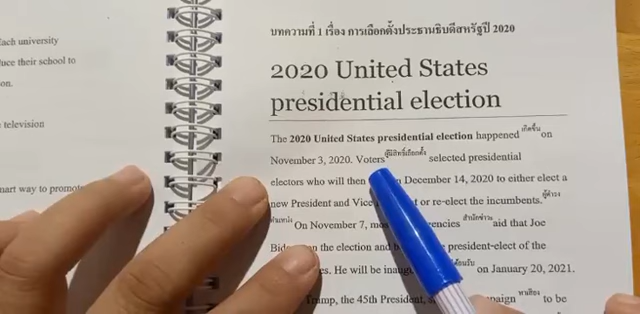 Each university
uce their school to
on.
television
mart way to promote
บทความที่ 1 เรื่อง การเลือกตั้งประธานาธิบดีสหรัฐปี 2020
2020 United States
presidential election
The 2020 United States presidential election happened เกิดขึ้น on
November 3, 2020. Voters ผู้มีสิทธิ์เลือกตั้ง selected presidential
electors who will then December 14, 2020 to either elect a
new President and Vice or re-elect the incumbents. ผู้ดำรง
ตำแหน่ง On November 7, encies สำนักข่าว aid that Joe
the election and president-elect of the
es. He will be inaug on January 20, 2021.
the 45th President, paign หาเสียง to be